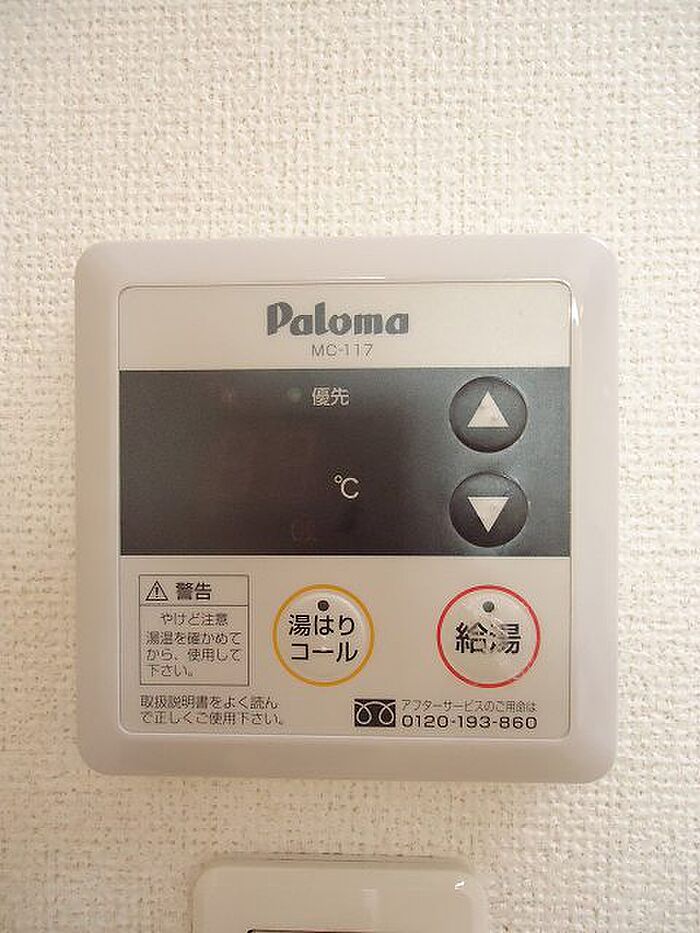 Paloma
MC-117
優先
℃
警告
やけど注意
湯温を確かめて
から、使用して
下さい。
湯はり
コール
給湯
取扱説明書をよく読ん
で正しくご使用下さい。
アフターサービスのご用命は
0120-193-860